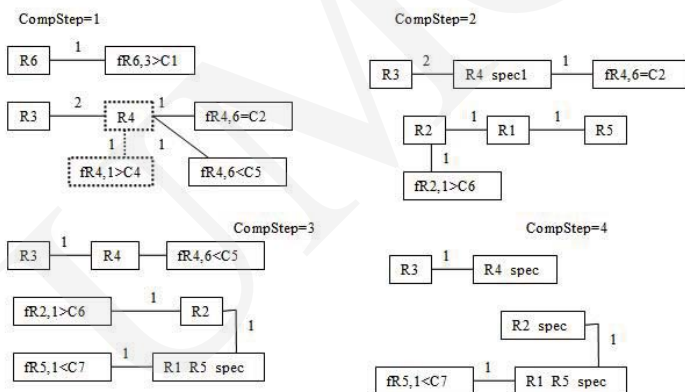 CompStep=1
1
R6
fR6,3>C1
2
1
R3
R4
fR4,6=C2
1
1
fR4,1>C4
fR4,6<C5
CompStep=2
2
1
R3
R4 spec1
fR4,6=C2
1
1
R2
R1
R5
1
fR2,1>C6
CompStep=3
1
R3
R4
fR4,6<C5
1
fR2,1>C6
R2
1
1
fR5,1<C7
R1 R5 spec
CompStep=4
1
R3
R4 spec
R2 spec
1
1
fR5,1<C7
R1 R5 spec